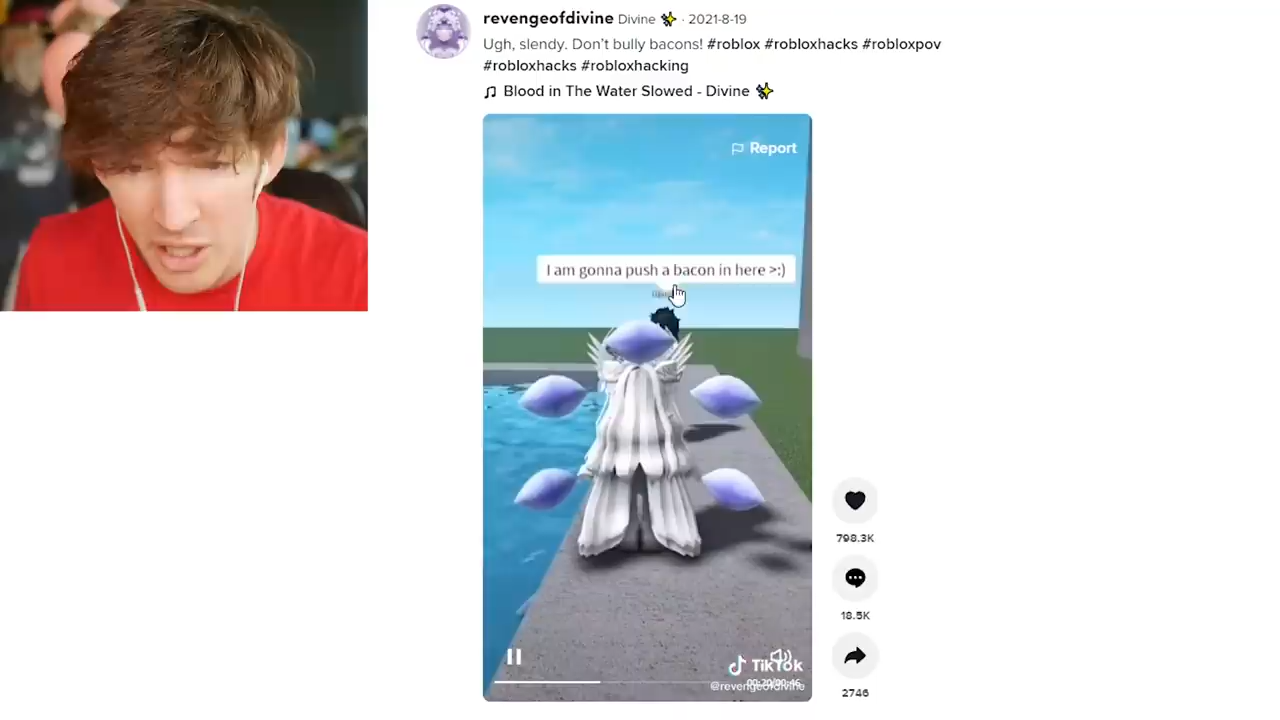 revengeofdivine Divine ✨ · 2021-8-19
Ugh, slendy. Don't bully bacons! #roblox #robloxhacks #robloxpov
#robloxhacks #robloxhacking
Blood in The Water Slowed - Divine ✨
Report
I am gonna push a bacon in here >:)
798.3K
18.5K
TikTok
@revengeofdivine
2746